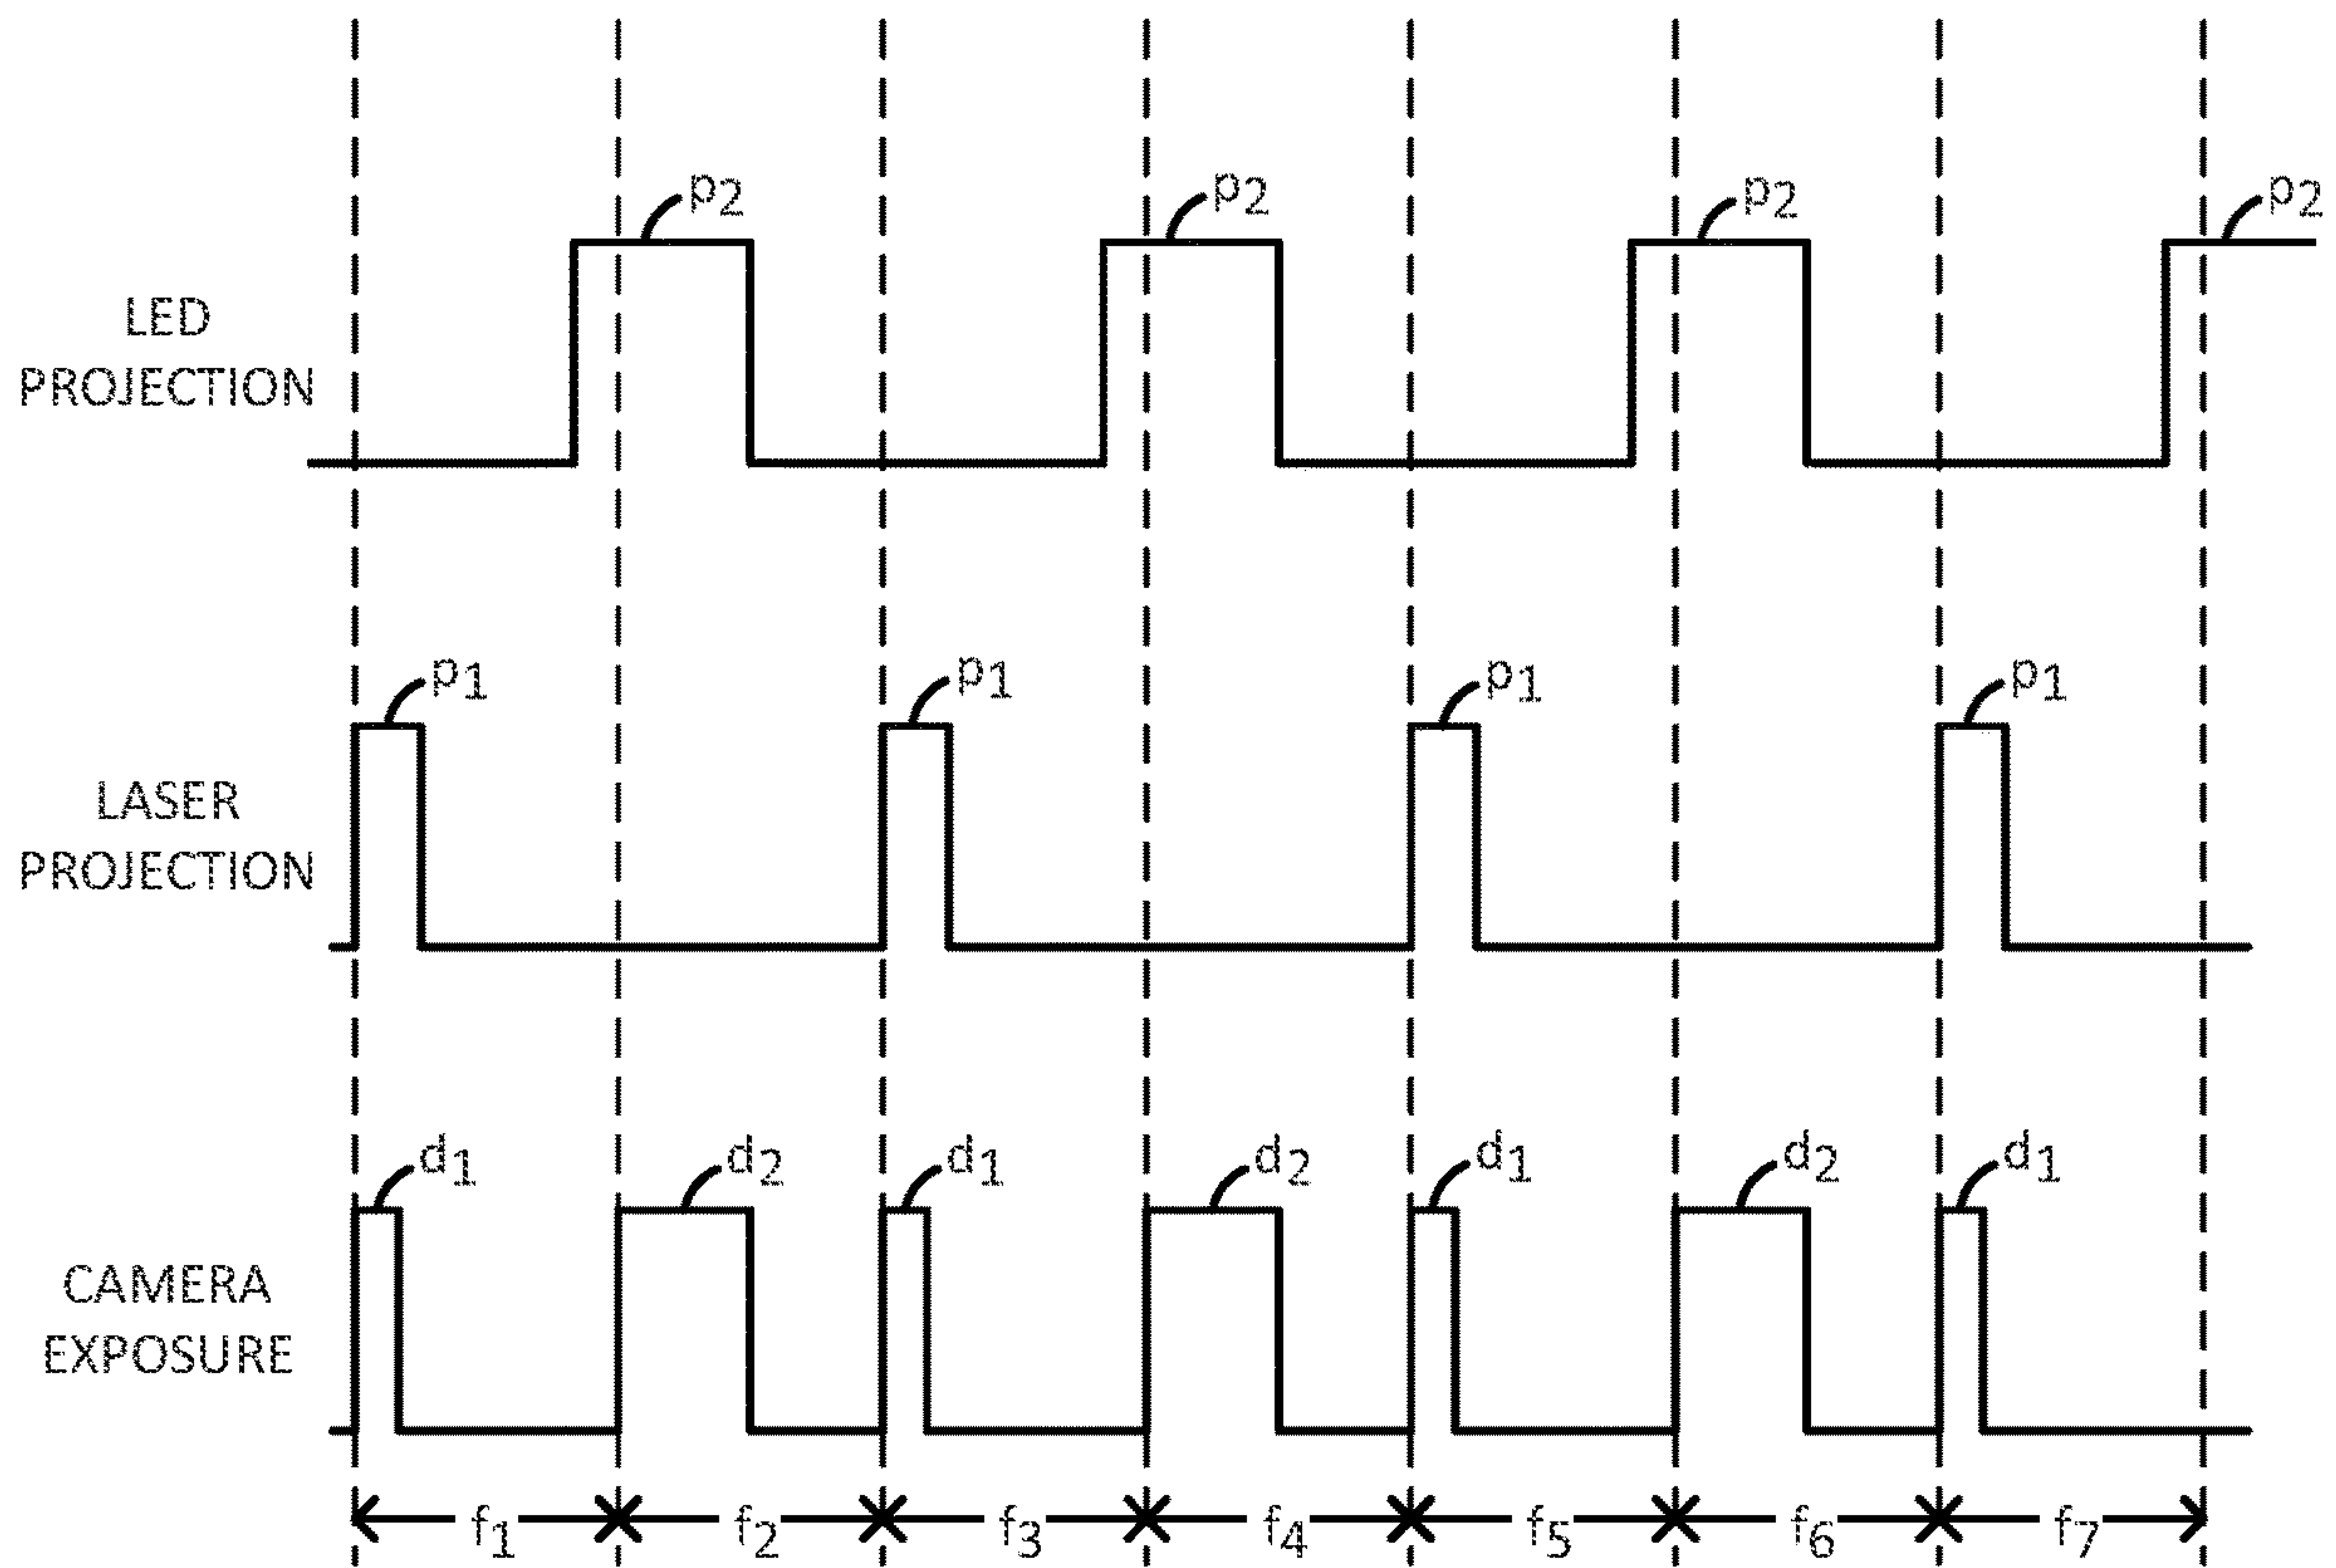 p2 p2 p2 p2
LED
PROJECTION
p1 p1 p1 p1
LASER
PROJECTION
d1 d2 d1 d2 d1 d2 d1
CAMERA
EXPOSURE
f1 f2 f3 f4 f5 f6 f7